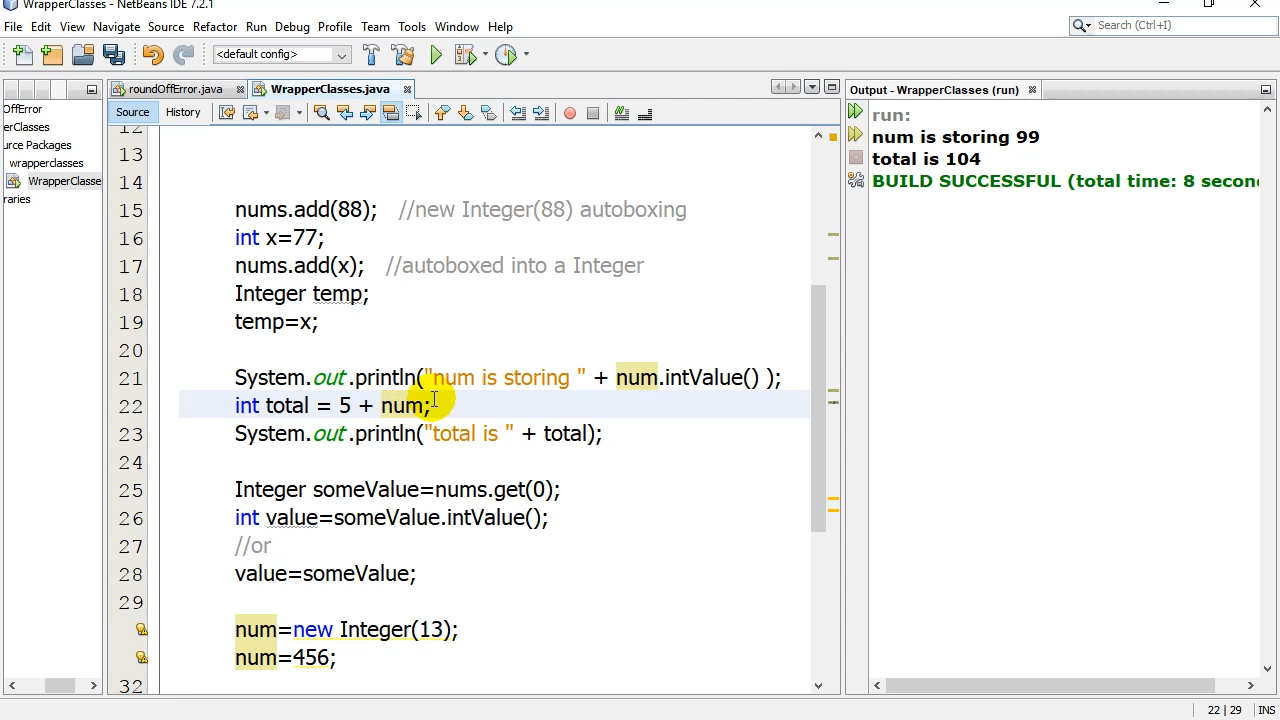 WrapperClasses - NetBeans IDE 7.2.1
File Edit View Navigate Source Refactor Run Debug Profile Team Tools Window Help
Search (Ctrl+I)
<default config>
roundOffError.java
WrapperClasses.java
Output - WrapperClasses (run)
Source History
OffError
erClasses
urce Packages
wrapperclasses
WrapperClasse
raries
12
13
14
15 nums.add(88); //new Integer(88) autoboxing
16 int x=77;
17 nums.add(x); //autoboxed into a Integer
18 Integer temp;
19 temp=x;
20
21 System.out.println("num is storing " + num.intValue() );
22 int total = 5 + num;
23 System.out.println("total is " + total);
24
25 Integer someValue=nums.get(0);
26 int value=someValue.intValue();
27 //or
28 value=someValue;
29
num=new Integer(13);
num=456;
32
run:
num is storing 99
total is 104
BUILD SUCCESSFUL (total time: 8 secon
22 | 29 INS